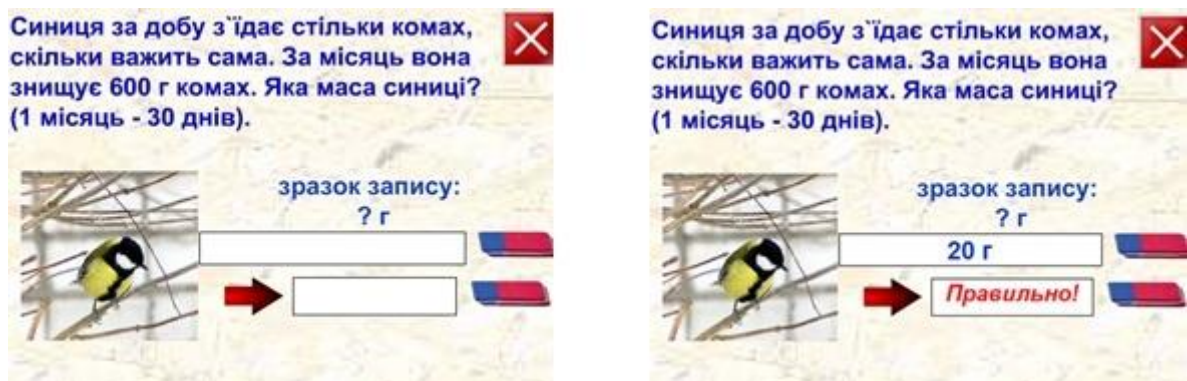 Синиця за добу з`їдає стільки комах,
скільки важить сама. За місяць вона
знищує 600 г комах. Яка маса синиці?
(1 місяць - 30 днів).
зразок запису:
? г
Синиця за добу з`їдає стільки комах,
скільки важить сама. За місяць вона
знищує 600 г комах. Яка маса синиці?
(1 місяць - 30 днів).
зразок запису:
? г
20 г
Правильно!